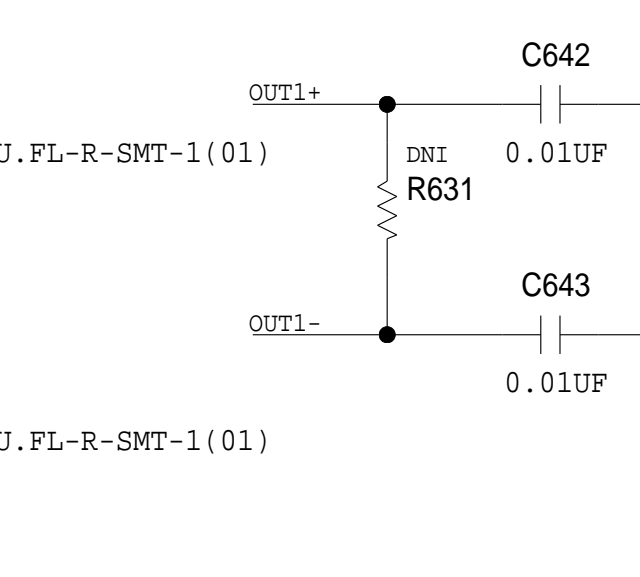 C642
OUT1+
U.FL-R-SMT-1(01)
DNI
0.01UF
R631
C643
OUT1-
0.01UF
U.FL-R-SMT-1(01)